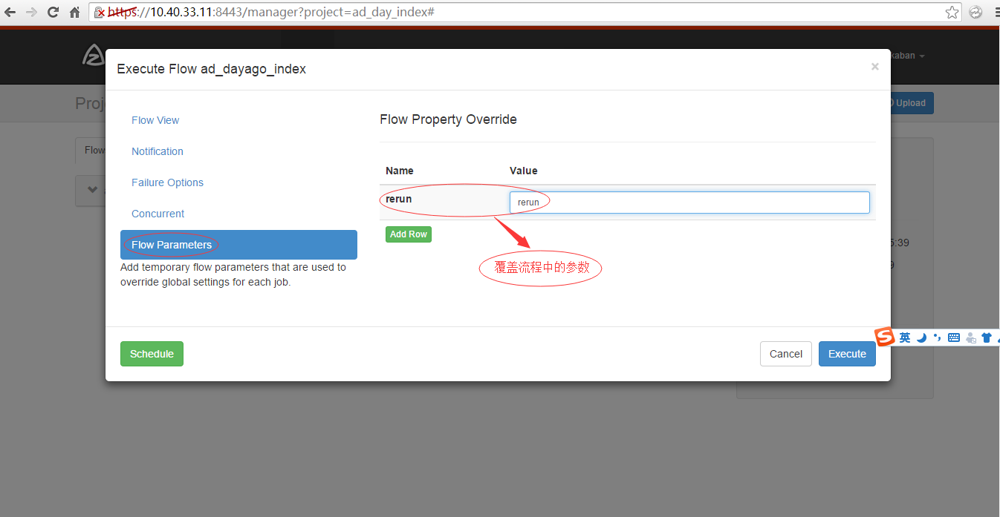 https://10.40.33.11:8443/manager?project=ad_day_index#
kaban
Execute Flow ad_dayago_index
×
Proj
Upload
Flow View
Flow Property Override
Flow
Notification
Name Value
Failure Options
rerun rerun
Concurrent
Add Row
Flow Parameters
5:39
Add temporary flow parameters that are used to
override global settings for each job.
覆盖流程中的参数
9
S 英
Schedule
Cancel
Execute